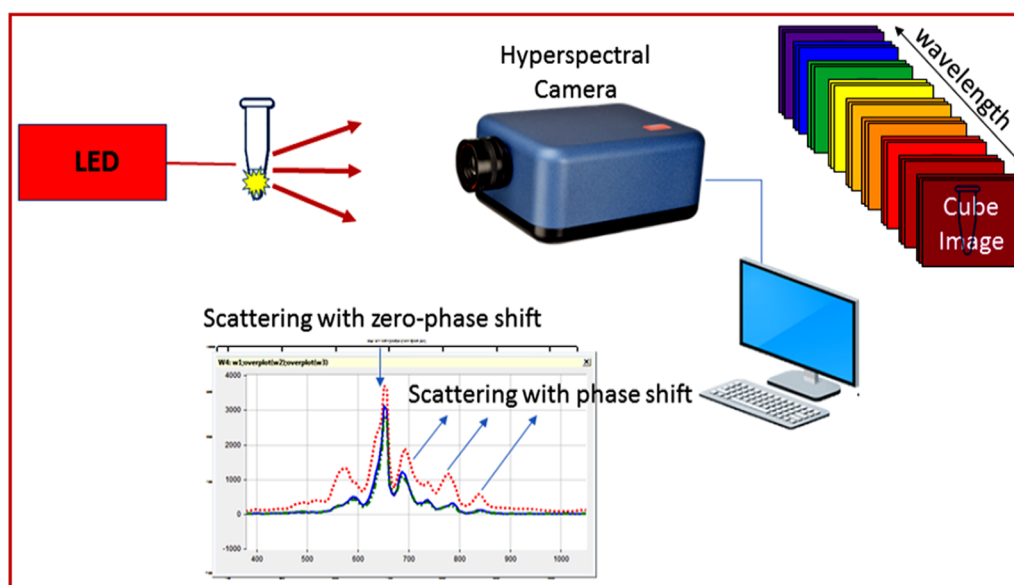 Hyperspectral
Camera
wavelength
LED
Cube
Image
Scattering with zero-phase shift
W4: w1;overplot(w2);overplot(w3)
Scattering with phase shift
4000
3000
2000
1000
0
-1000
400
500
600
700
800
900
1000